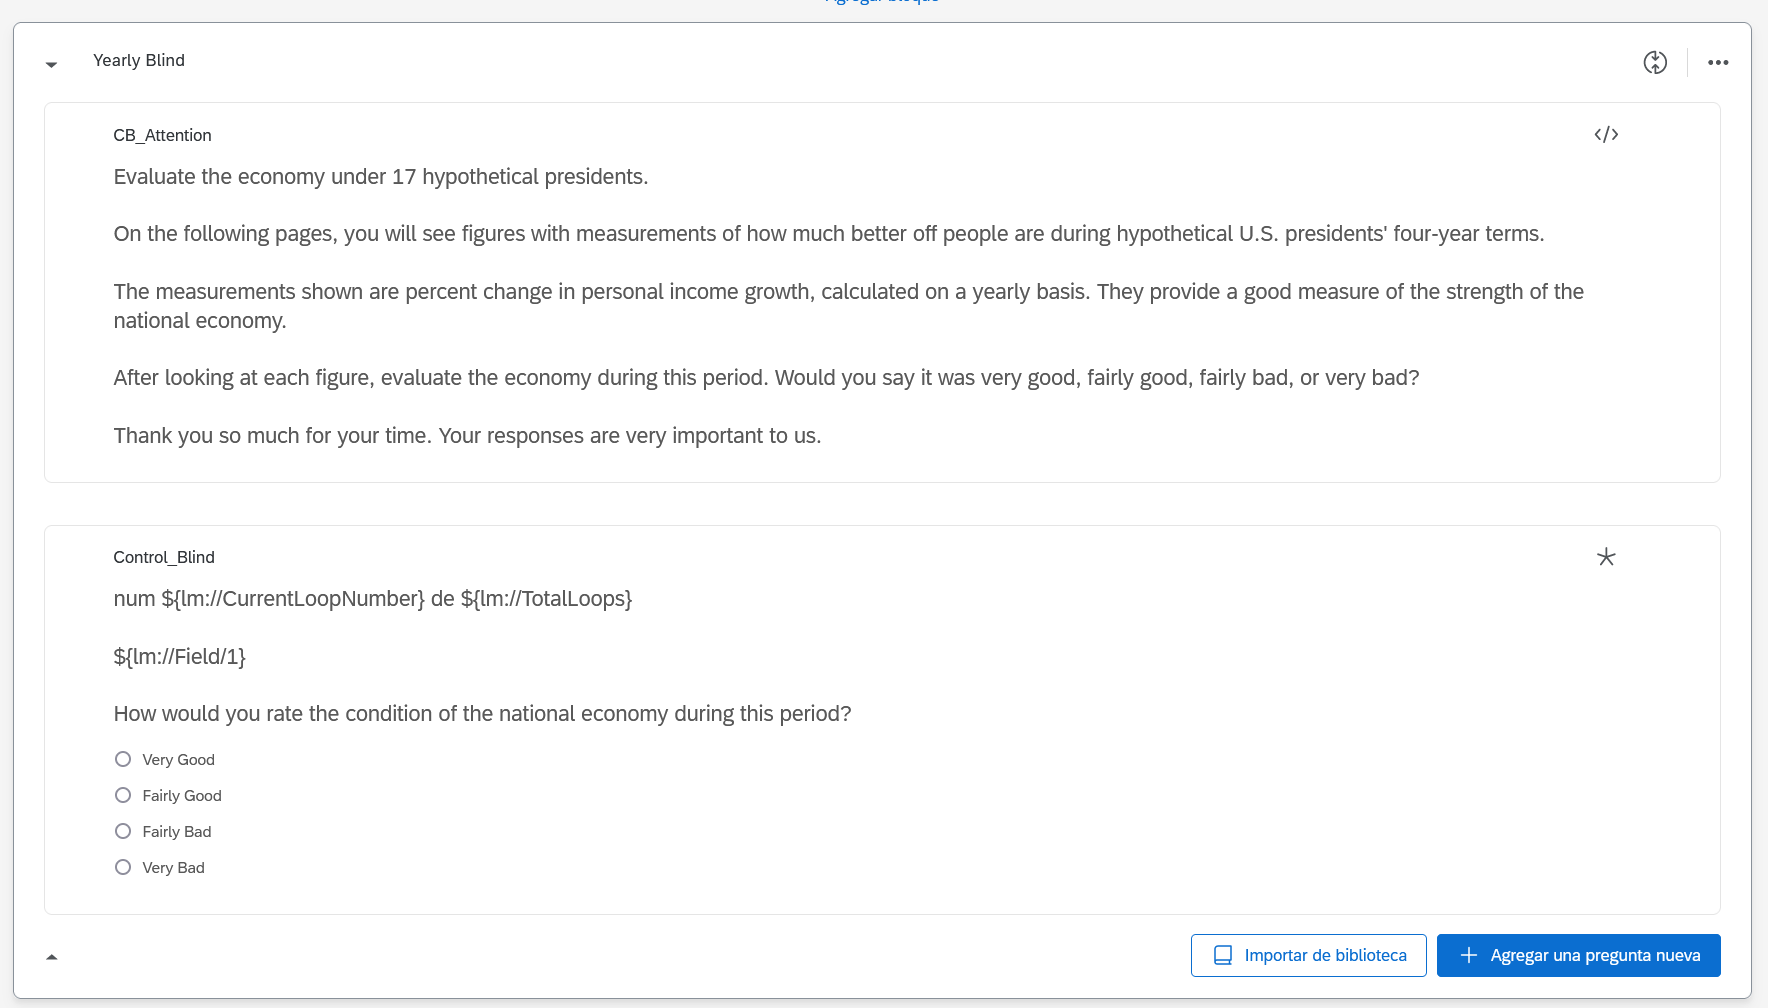 Agregar bloque
Yearly Blind
CB_Attention
Evaluate the economy under 17 hypothetical presidents.
On the following pages, you will see figures with measurements of how much better off people are during hypothetical U.S. presidents' four-year terms.
The measurements shown are percent change in personal income growth, calculated on a yearly basis. They provide a good measure of the strength of the
national economy.
After looking at each figure, evaluate the economy during this period. Would you say it was very good, fairly good, fairly bad, or very bad?
Thank you so much for your time. Your responses are very important to us.
Control_Blind
num ${lm://CurrentLoopNumber} de ${lm://TotalLoops}
${lm://Field/1}
How would you rate the condition of the national economy during this period?
Very Good
Fairly Good
Fairly Bad
Very Bad
Importar de biblioteca
Agregar una pregunta nueva